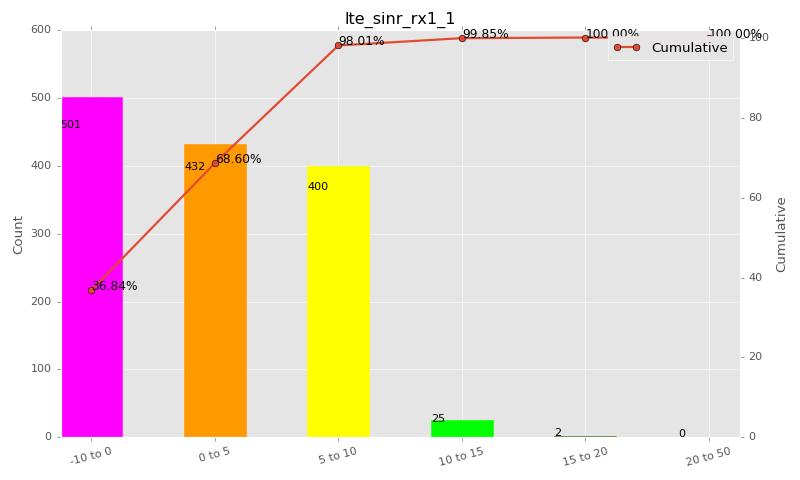 lte_sinr_rx1_1
600
500
400
300
200
100
0
Count
501
432
400
25
2
0
36.84%
68.60%
98.01%
99.85%
100.00%
100.00%
Cumulative
100
80
60
40
20
0
Cumulative
-10 to 0
0 to 5
5 to 10
10 to 15
15 to 20
20 to 50